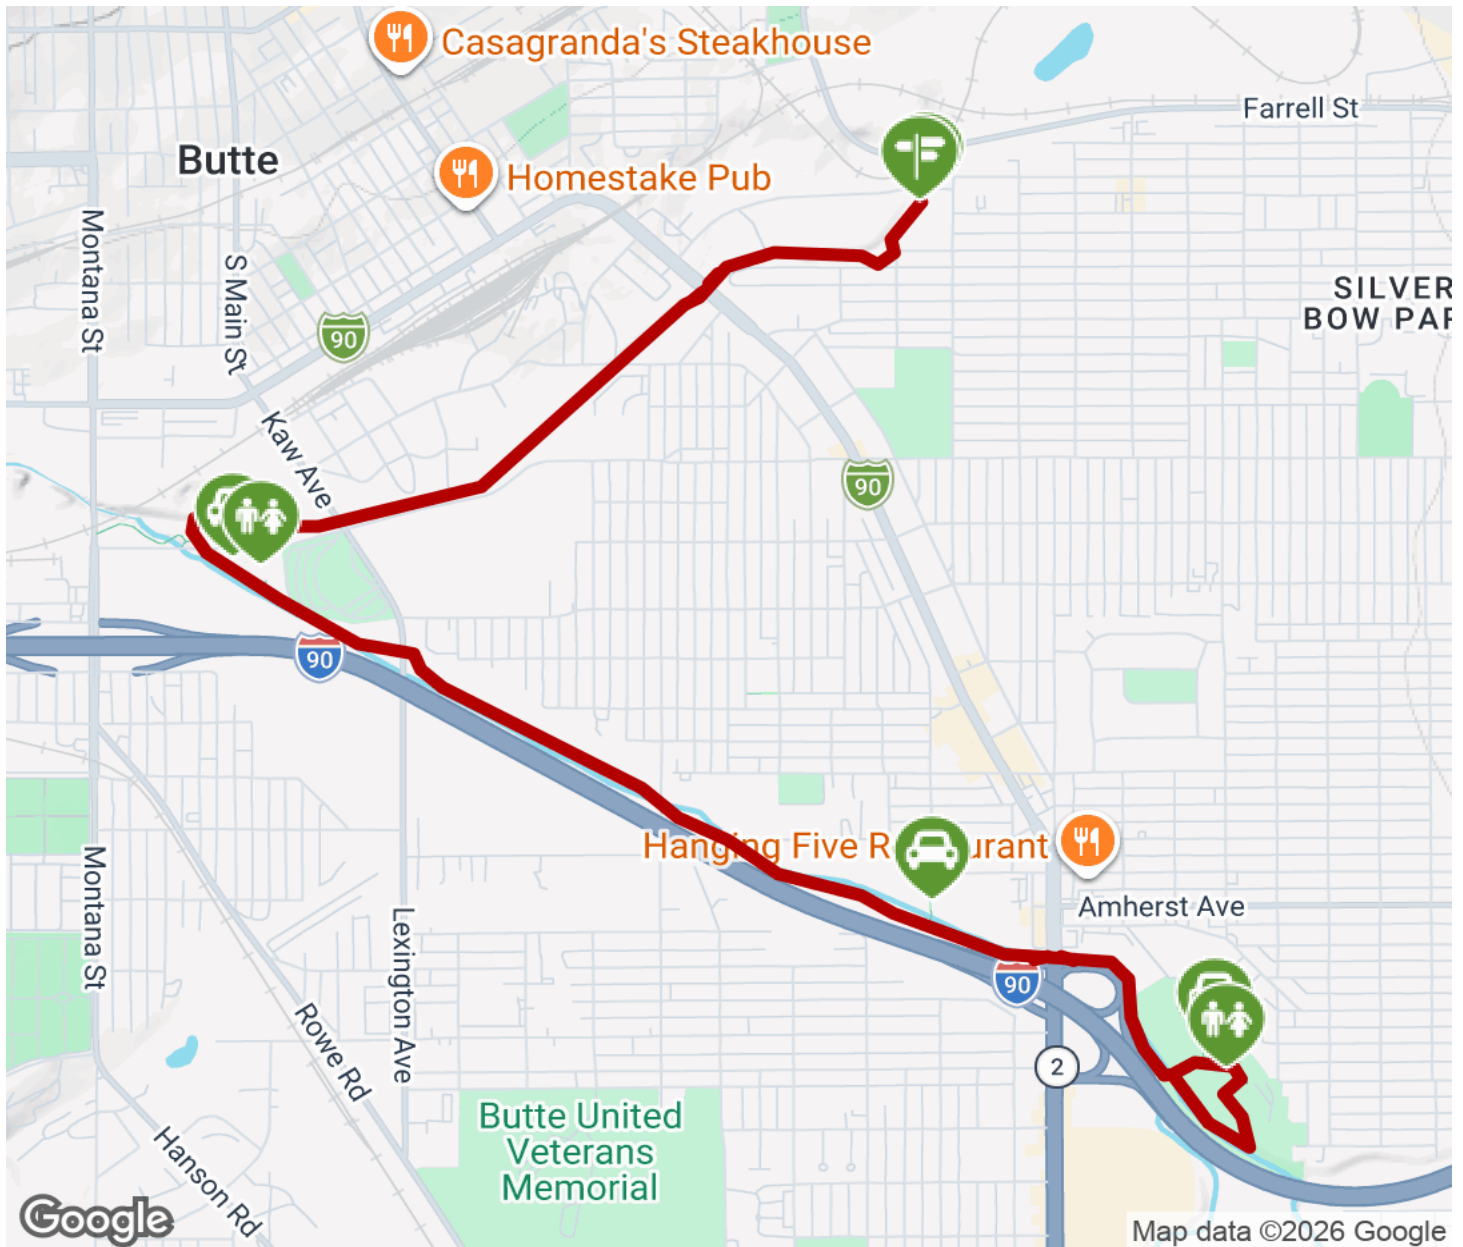 Casagranda's Steakhouse
Farrell St
Butte
Homestake Pub
Montana St
S Main St
SILVER
BOW PAR
90
Kaw Ave
90
90
Hanging Five R urant
Amherst Ave
Montana St
Lexington Ave
90
Rowe Rd
2
Butte United
Veterans
Memorial
Hanson Rd
Google
Map data ©2026 Google